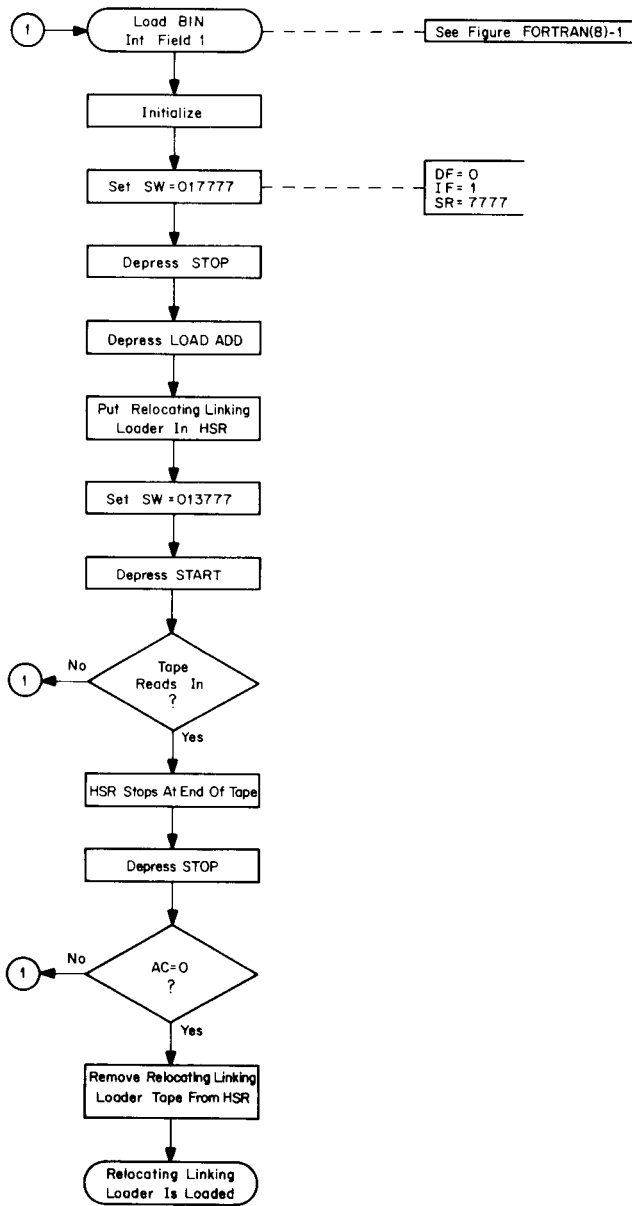 1
Load BIN
Int Field 1
See Figure FORTRAN(8)-1
Initialize
Set SW=017777
DF=0
IF=1
SR=7777
Depress STOP
Depress LOAD ADD
Put Relocating Linking
Loader In HSR
Set SW=013777
Depress START
No
1
Tape
Reads In
?
Yes
HSR Stops At End Of Tape
Depress STOP
No
1
AC=0
?
Yes
Remove Relocating Linking
Loader Tape From HSR
Relocating Linking
Loader Is Loaded